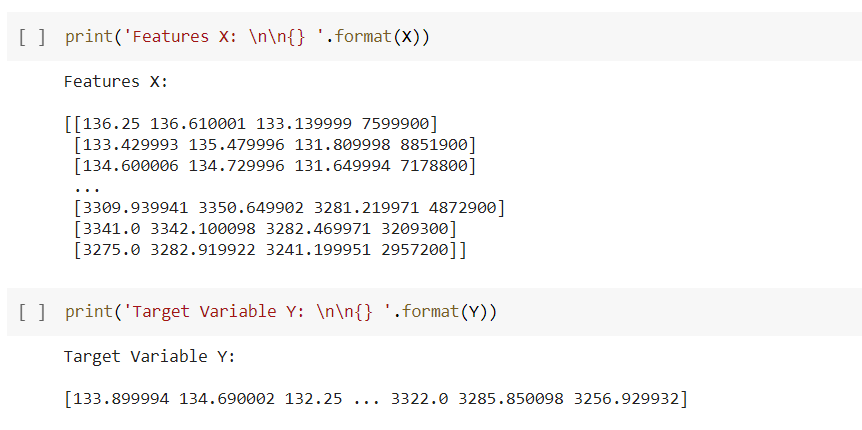 [ ] print('Features X: \n\n{} '.format(X))
Features X:
[[136.25 136.610001 133.139999 7599900]
[133.429993 135.479996 131.809998 8851900]
[134.600006 134.729996 131.649994 7178800]
...
[3309.939941 3350.649902 3281.219971 4872900]
[3341.0 3342.100098 3282.469971 3209300]
[3275.0 3282.919922 3241.199951 2957200]]
[ ] print('Target Variable Y: \n\n{} '.format(Y))
Target Variable Y:
[133.899994 134.690002 132.25 ... 3322.0 3285.850098 3256.929932]